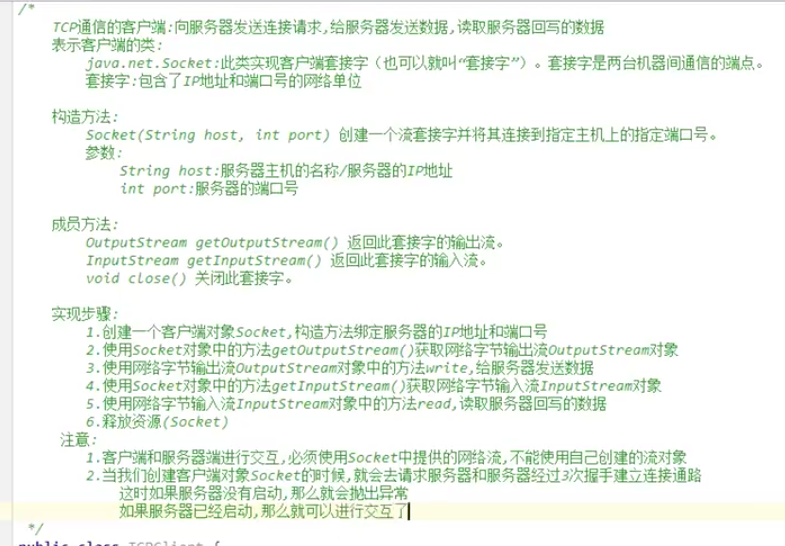 /*
TCP通信的客户端:向服务器发送连接请求,给服务器发送数据,读取服务器回写的数据
表示客户端的类:
java.net.Socket:此类实现客户端套接字（也可以就叫“套接字”）。套接字是两台机器间通信的端点。
套接字:包含了IP地址和端口号的网络单位
构造方法:
Socket(String host, int port) 创建一个流套接字并将其连接到指定主机上的指定端口号。
参数:
String host:服务器主机的名称/服务器的IP地址
int port:服务器的端口号
成员方法:
OutputStream getOutputStream() 返回此套接字的输出流。
InputStream getInputStream() 返回此套接字的输入流。
void close() 关闭此套接字。
实现步骤:
1.创建一个客户端对象Socket,构造方法绑定服务器的IP地址和端口号
2.使用Socket对象中的方法getOutputStream()获取网络字节输出流OutputStream对象
3.使用网络字节输出流OutputStream对象中的方法write,给服务器发送数据
4.使用Socket对象中的方法getInputStream()获取网络字节输入流InputStream对象
5.使用网络字节输入流InputStream对象中的方法read,读取服务器回写的数据
6.释放资源(Socket)
注意:
1.客户端和服务器端进行交互,必须使用Socket中提供的网络流,不能使用自己创建的流对象
2.当我们创建客户端对象Socket的时候,就会去请求服务器和服务器经过3次握手建立连接通路
这时如果服务器没有启动,那么就会抛出异常
如果服务器已经启动,那么就可以进行交互了
*/
public class TCPClient {